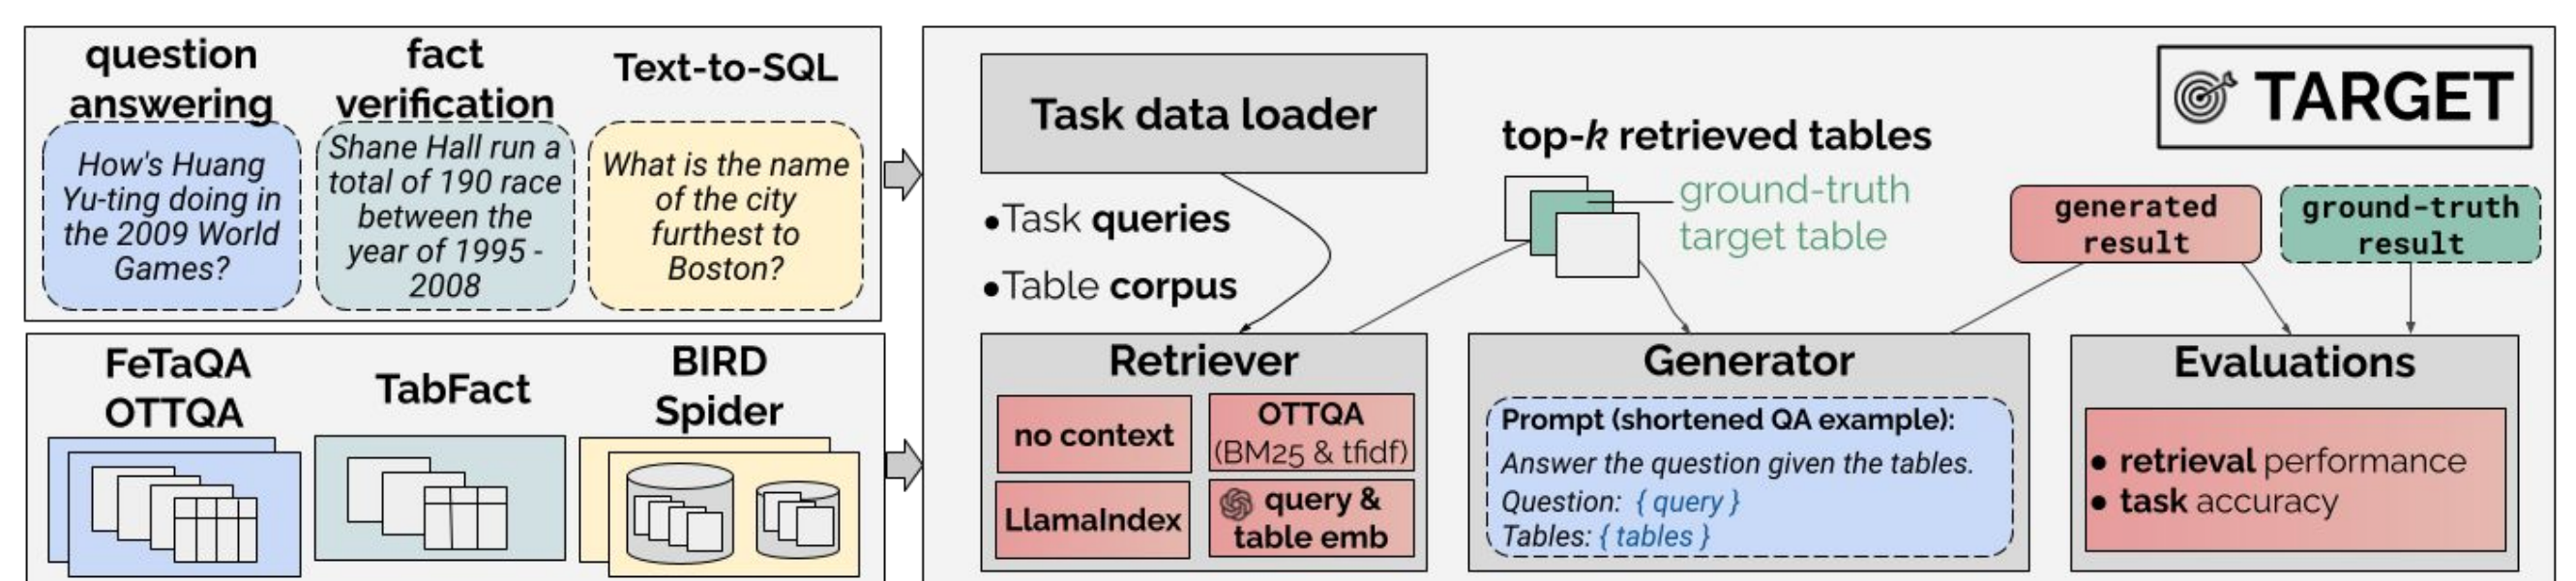 question
answering
How's Huang
Yu-ting doing in
the 2009 World
Games?
fact
verification
Shane Hall run a
total of 190 race
between the
year of 1995 -
2008
Text-to-SQL
What is the name
of the city
furthest to
Boston?
FeTaQA
OTTQA
TabFact
BIRD
Spider
Task data loader
•Task queries
•Table corpus
Retriever
no context
OTTQA
(BM25 & tfidf)
LlamaIndex
query &
table emb
top-k retrieved tables
ground-truth
target table
Generator
Prompt (shortened QA example):
Answer the question given the tables.
Question: { query }
Tables: { tables }
TARGET
generated
result
ground-truth
result
Evaluations
• retrieval performance
• task accuracy